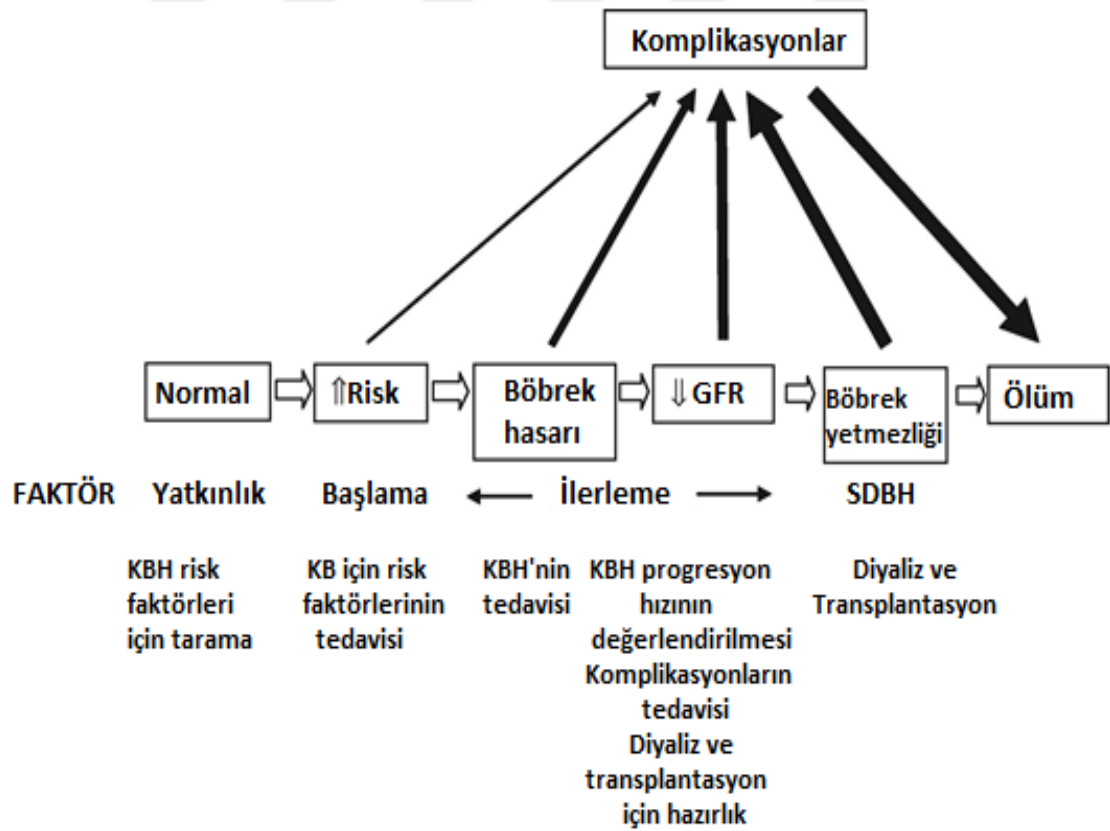 Komplikasyonlar
Normal
⇑Risk
Böbrek
hasarı
⇓GFR
Böbrek
yetmezliği
Ölüm
FAKTÖR Yatkınlık Başlama ← İlerleme → SDBH
KBH risk
faktörleri
için tarama
KB için risk
faktörlerinin
tedavisi
KBH'nin
tedavisi
KBH progresyon
hızının
değerlendirilmesi
Komplikasyonların
tedavisi
Diyaliz ve
transplantasyon
için hazırlık
Diyaliz ve
Transplantasyon